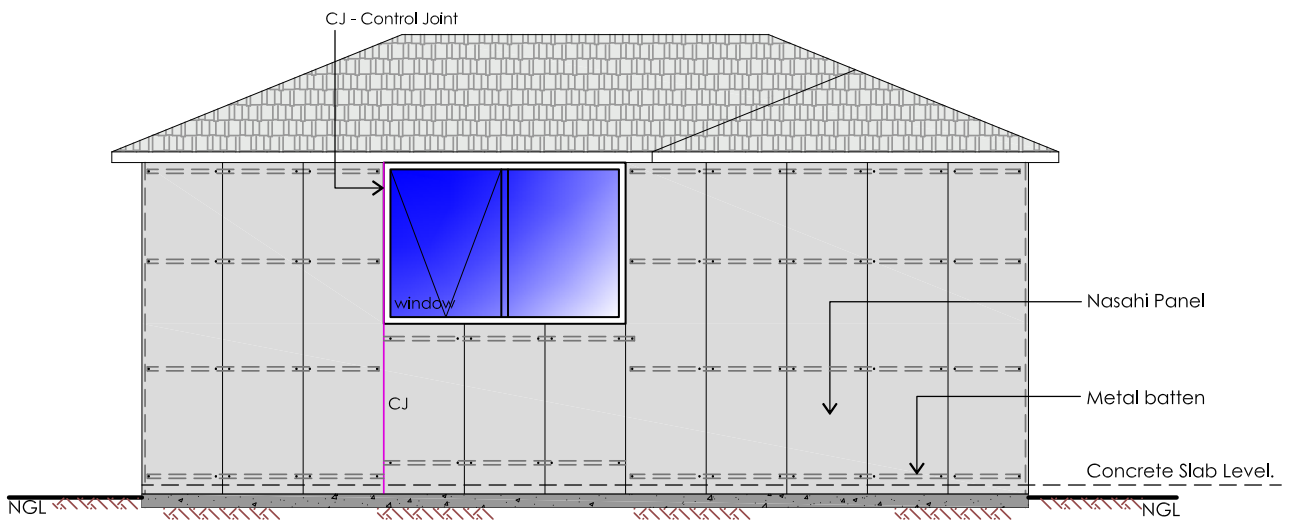 CJ - Control Joint
window
Nasahi Panel
CJ
Metal batten
Concrete Slab Level.
NGL
NGL